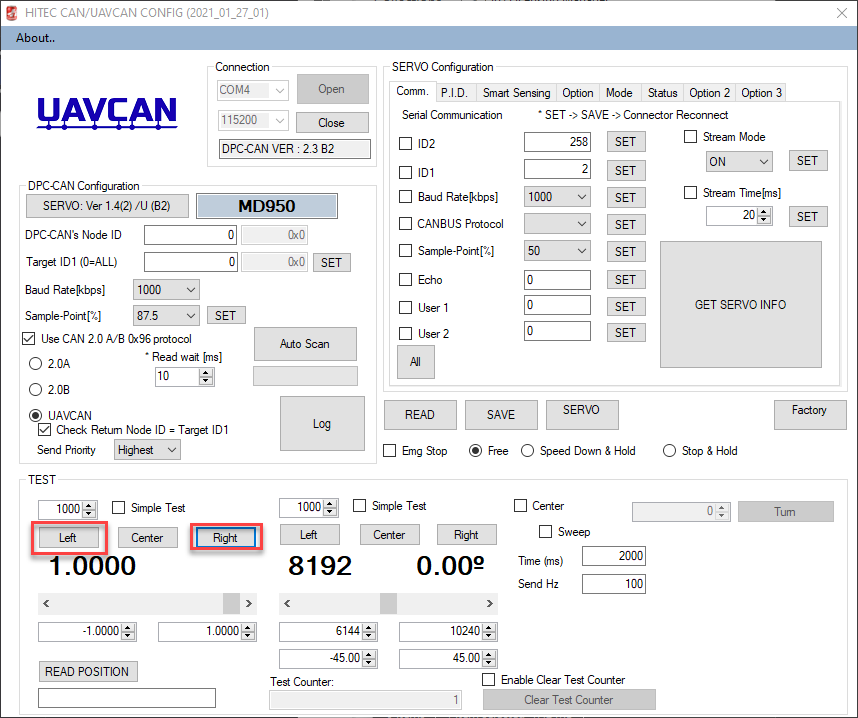 HITEC CAN/UAVCAN CONFIG (2021_01_27_01)
About..
UAVCAN
Connection
COM4
Open
115200
Close
DPC-CAN VER : 2.3 B2
DPC-CAN Configuration
SERVO: Ver 1.4(2) /U (B2)
MD950
DPC-CAN's Node ID
0
0x0
Target ID1 (0=ALL)
0
0x0
SET
Baud Rate[kbps]
1000
Sample-Point[%]
87.5
SET
Use CAN 2.0 A/B 0x96 protocol
2.0A
* Read wait [ms]
10
Auto Scan
2.0B
UAVCAN
Check Return Node ID = Target ID1
Send Priority
Highest
Log
SERVO Configuration
Comm.
P.I.D.
Smart Sensing
Option
Mode
Status
Option 2
Option 3
Serial Communication
* SET -> SAVE -> Connector Reconnect
ID2
258
SET
ID1
2
SET
Baud Rate[kbps]
1000
SET
CANBUS Protocol
SET
Sample-Point[%]
50
SET
Echo
0
SET
User 1
0
SET
User 2
0
SET
All
Stream Mode
ON
SET
Stream Time[ms]
20
SET
GET SERVO INFO
READ
SAVE
SERVO
Factory
Emg Stop
Free
Speed Down & Hold
Stop & Hold
TEST
1000
Simple Test
Left
Center
Right
1.0000
-1.0000
1.0000
READ POSITION
1000
Simple Test
Left
Center
Right
8192
0.00º
6144
10240
-45.00
45.00
Test Counter:
1
Center
0
Turn
Sweep
Time (ms)
2000
Send Hz
100
Enable Clear Test Counter
Clear Test Counter